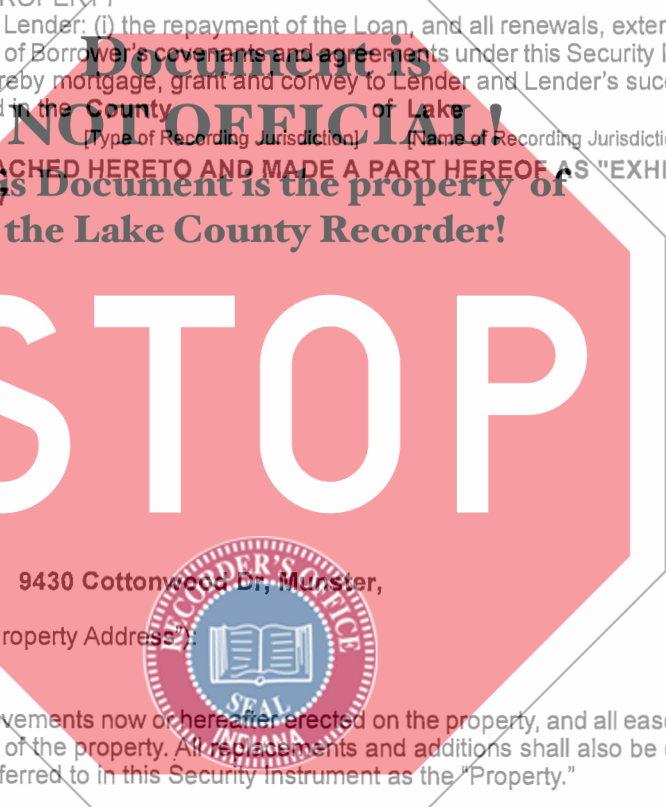 ROPERTY
Lender: (i) the repayment of the Loan, and all renewals, exter
of Borrower's covenants and agreements under this Security I
reby mortgage, grant and convey to Lender and Lender's suc
d in the County of Lake
[Type of Recording Jurisdiction] [Name of Recording Jurisdicti
ACHED HERETO AND MADE A PART HEREOF AS "EXHI
Document is
NOT OFFICIAL!
is Document is the property of
the Lake County Recorder!
STOP
9430 Cottonwood Dr, Munster,
roperty Address"):
RECORDER'S OFFICE
SEAL
INDIANA
vements now or hereafter erected on the property, and all eas
of the property. All replacements and additions shall also be
ferred to in this Security Instrument as the "Property."